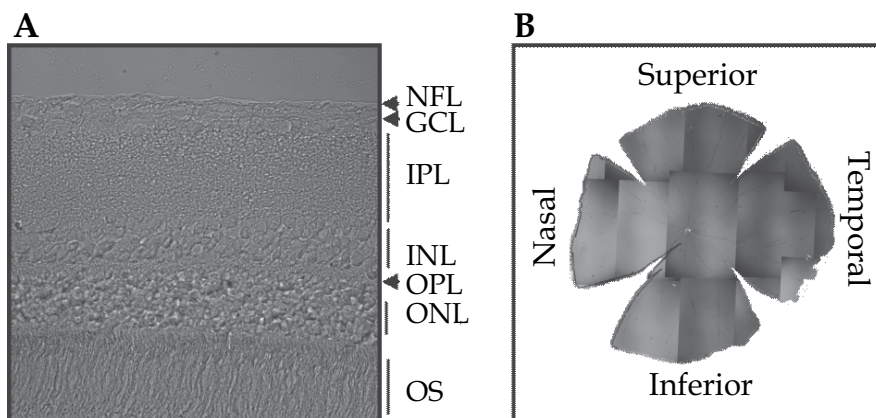 A
NFL
GCL
IPL
INL
OPL
ONL
OS
B
Superior
Nasal
Temporal
Inferior